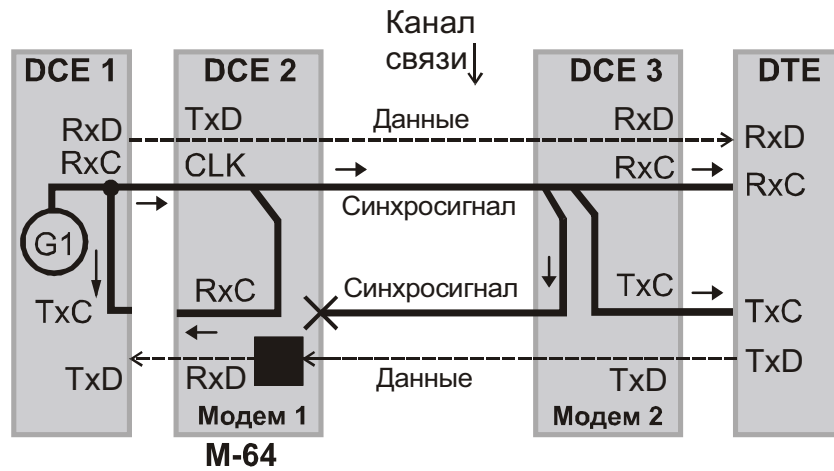 Канал
связи
DCE 1
DCE 2
DCE 3
DTE
RxD
TxD
Данные
RxD
RxD
RxC
CLK
RxC
RxC
Синхросигнал
G1
TxC
RxC
Синхросигнал
TxC
TxC
TxD
RxD
Данные
TxD
TxD
Модем 1
Модем 2
М-64